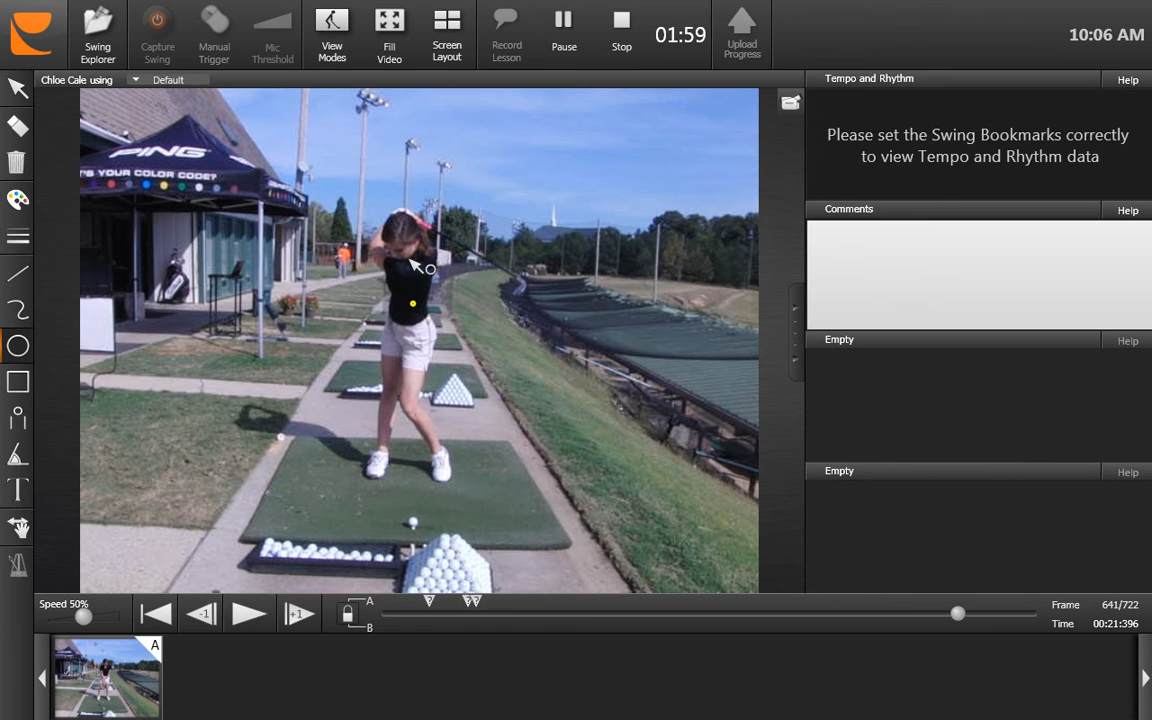 Swing
Explorer
Capture
Swing
Manual
Trigger
Mic
Threshold
View
Modes
Fill
Video
Screen
Layout
Record
Lesson
Pause
Stop
01:59
Upload
Progress
10:06 AM
Chloe Cale using
Default
Tempo and Rhythm
Help
Please set the Swing Bookmarks correctly
to view Tempo and Rhythm data
Comments
Help
Empty
Help
Empty
Help
PING
'S YOUR COLOR CODE?
T
Speed 50%
-1
+1
A
B
? ??
Frame 641/722
Time 00:21:396
A